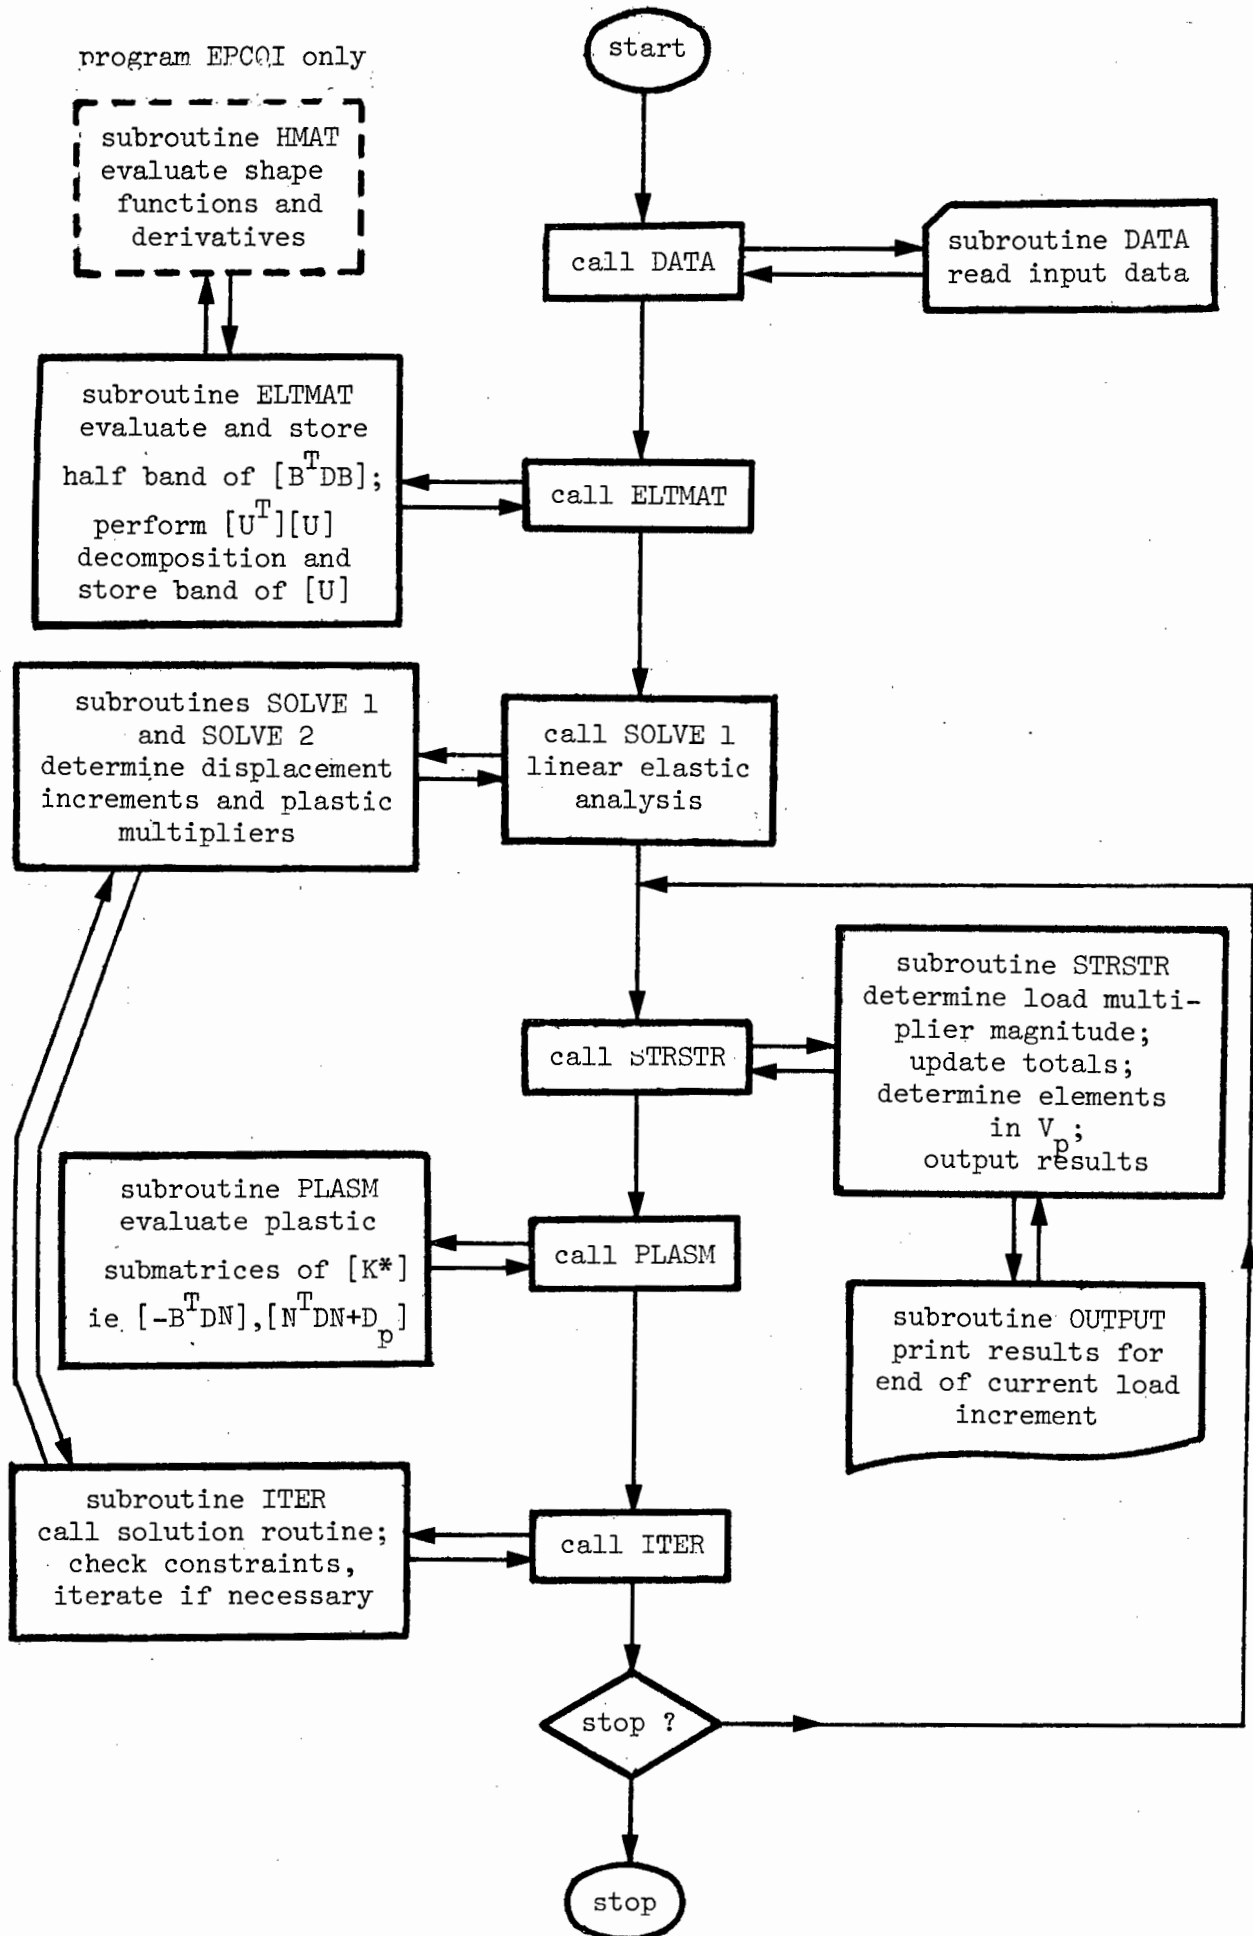 start
program EPCQI only
subroutine HMAT
evaluate shape
functions and
derivatives
call DATA
subroutine DATA
read input data
subroutine ELTMAT
evaluate and store
half band of [B^T DB];
perform [U^T][U]
decomposition and
store band of [U]
call ELTMAT
subroutines SOLVE 1
and SOLVE 2
determine displacement
increments and plastic
multipliers
call SOLVE 1
linear elastic
analysis
call STRSTR
subroutine STRSTR
determine load multi-
plier magnitude;
update totals;
determine elements
in V_p;
output results
subroutine PLASM
evaluate plastic
submatrices of [K*]
ie. [-B^T DN],[N^T DN+D_p]
call PLASM
subroutine OUTPUT
print results for
end of current load
increment
subroutine ITER
call solution routine;
check constraints,
iterate if necessary
call ITER
stop ?
stop